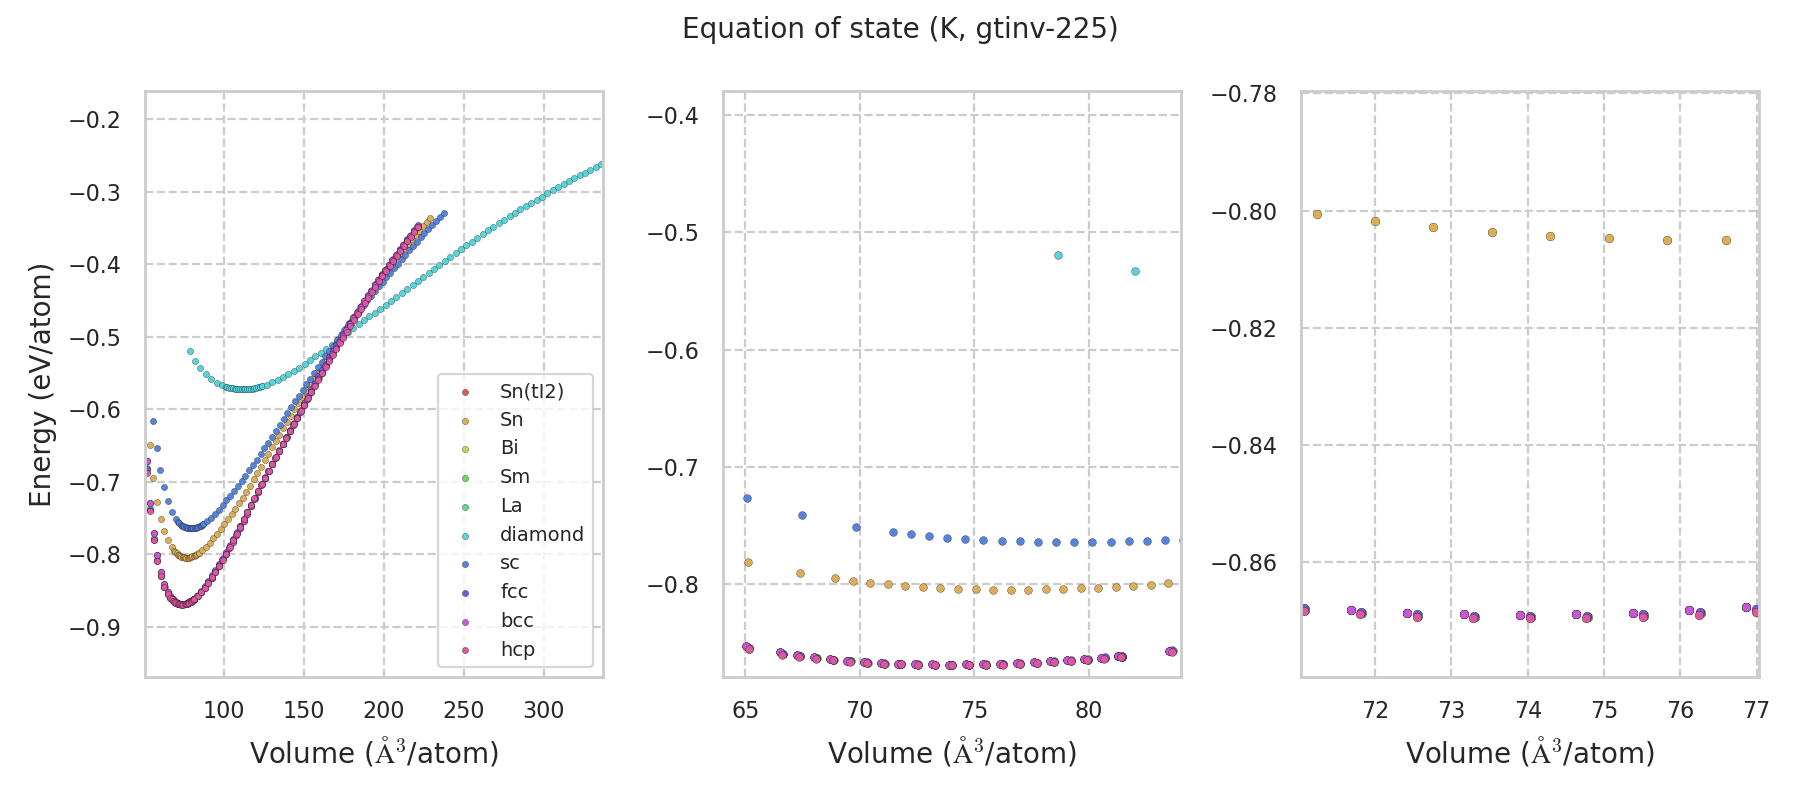 Equation of state (K, gtinv-225)
Energy (eV/atom)
−0.2
−0.3
−0.4
−0.5
−0.6
−0.7
−0.8
−0.9
100
150
200
250
300
Volume (Å³/atom)
Sn(tI2)
Sn
Bi
Sm
La
diamond
sc
fcc
bcc
hcp
−0.4
−0.5
−0.6
−0.7
−0.8
65
70
75
80
Volume (Å³/atom)
−0.78
−0.80
−0.82
−0.84
−0.86
72
73
74
75
76
77
Volume (Å³/atom)